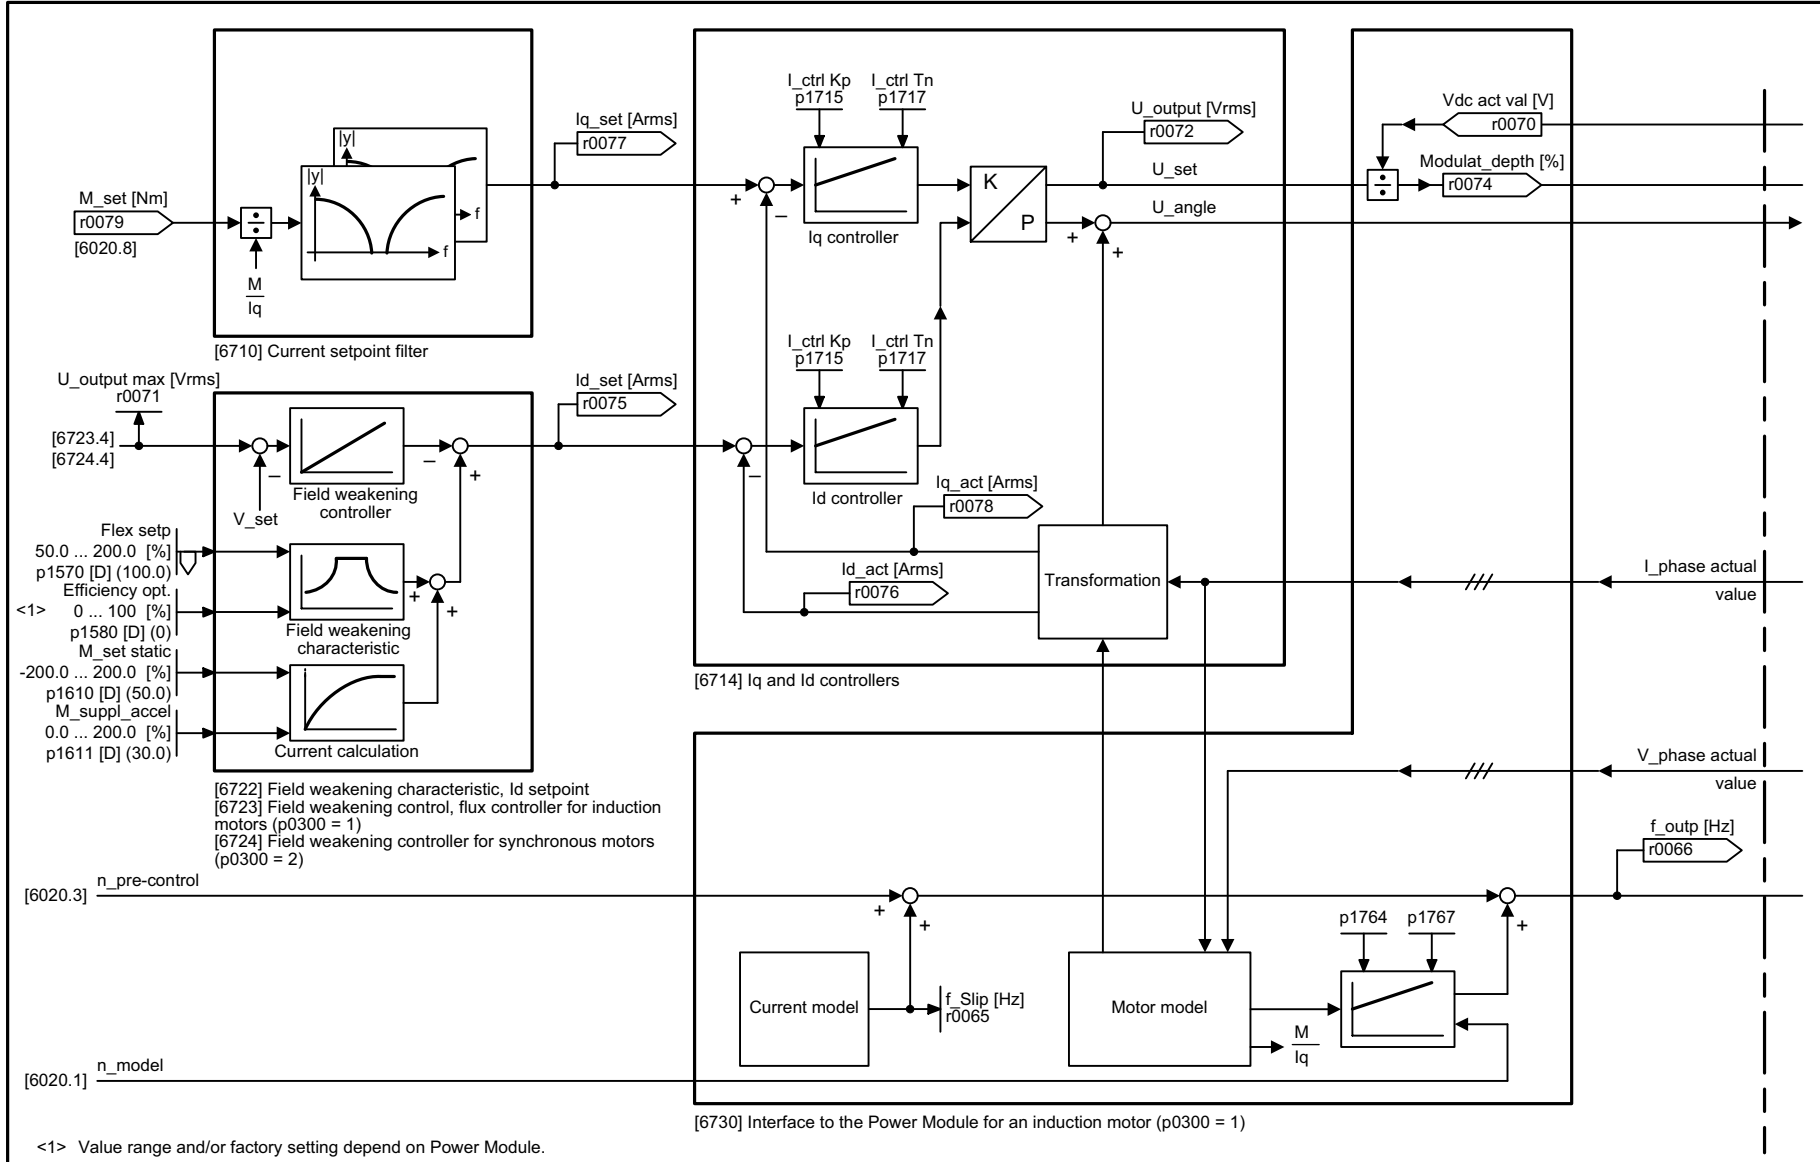 M_set [Nm]
r0079
[6020.8]
|y|
|y|
f
f
M
Iq
[6710] Current setpoint filter
Iq_set [Arms]
r0077
+
–
I_ctrl Kp
p1715
I_ctrl Tn
p1717
Iq controller
K
P
U_output [Vrms]
r0072
U_set
U_angle
+
+
Vdc act val [V]
r0070
Modulat_depth [%]
r0074
U_output max [Vrms]
r0071
[6723.4]
[6724.4]
–
V_set
Field weakening
controller
–
+
Id_set [Arms]
r0075
–
I_ctrl Kp
p1715
I_ctrl Tn
p1717
Id controller
Iq_act [Arms]
r0078
Id_act [Arms]
r0076
Transformation
I_phase actual
value
Flex setp
50.0 ... 200.0 [%]
p1570 [D] (100.0)
Efficiency opt.
<1> 0 ... 100 [%]
p1580 [D] (0)
Field weakening
characteristic
+
+
M_set static
-200.0 ... 200.0 [%]
p1610 [D] (50.0)
M_suppl_accel
0.0 ... 200.0 [%]
p1611 [D] (30.0)
Current calculation
[6714] Iq and Id controllers
[6722] Field weakening characteristic, Id setpoint
[6723] Field weakening control, flux controller for induction
motors (p0300 = 1)
[6724] Field weakening controller for synchronous motors
(p0300 = 2)
V_phase actual
value
f_outp [Hz]
r0066
[6020.3] n_pre-control
+
+
p1764
p1767
+
Current model
f_Slip [Hz]
r0065
Motor model
M
Iq
[6020.1] n_model
[6730] Interface to the Power Module for an induction motor (p0300 = 1)
<1> Value range and/or factory setting depend on Power Module.